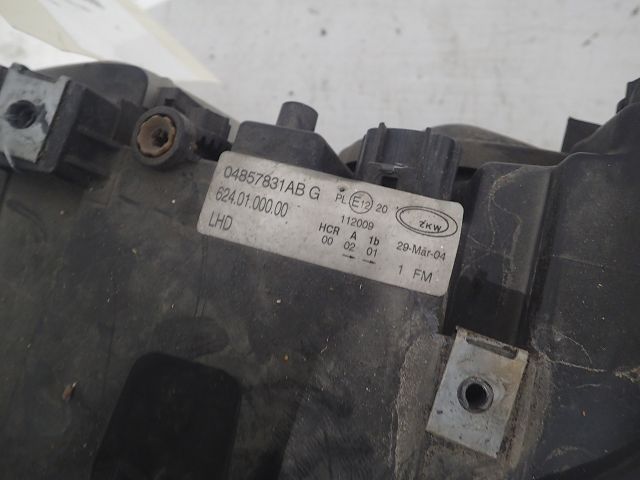 04857831AB G
624.01.000.00
LHD
PL E12 20
112009
HCR A 1b
00 02 01
→ →
ZKW
29-Mär-04
1 FM